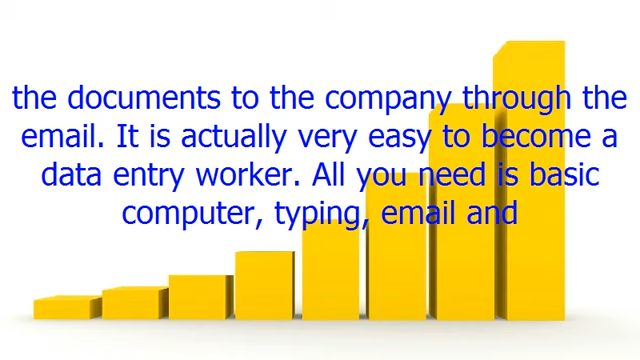 the documents to the company through the
email. It is actually very easy to become a
data entry worker. All you need is basic
computer, typing, email and